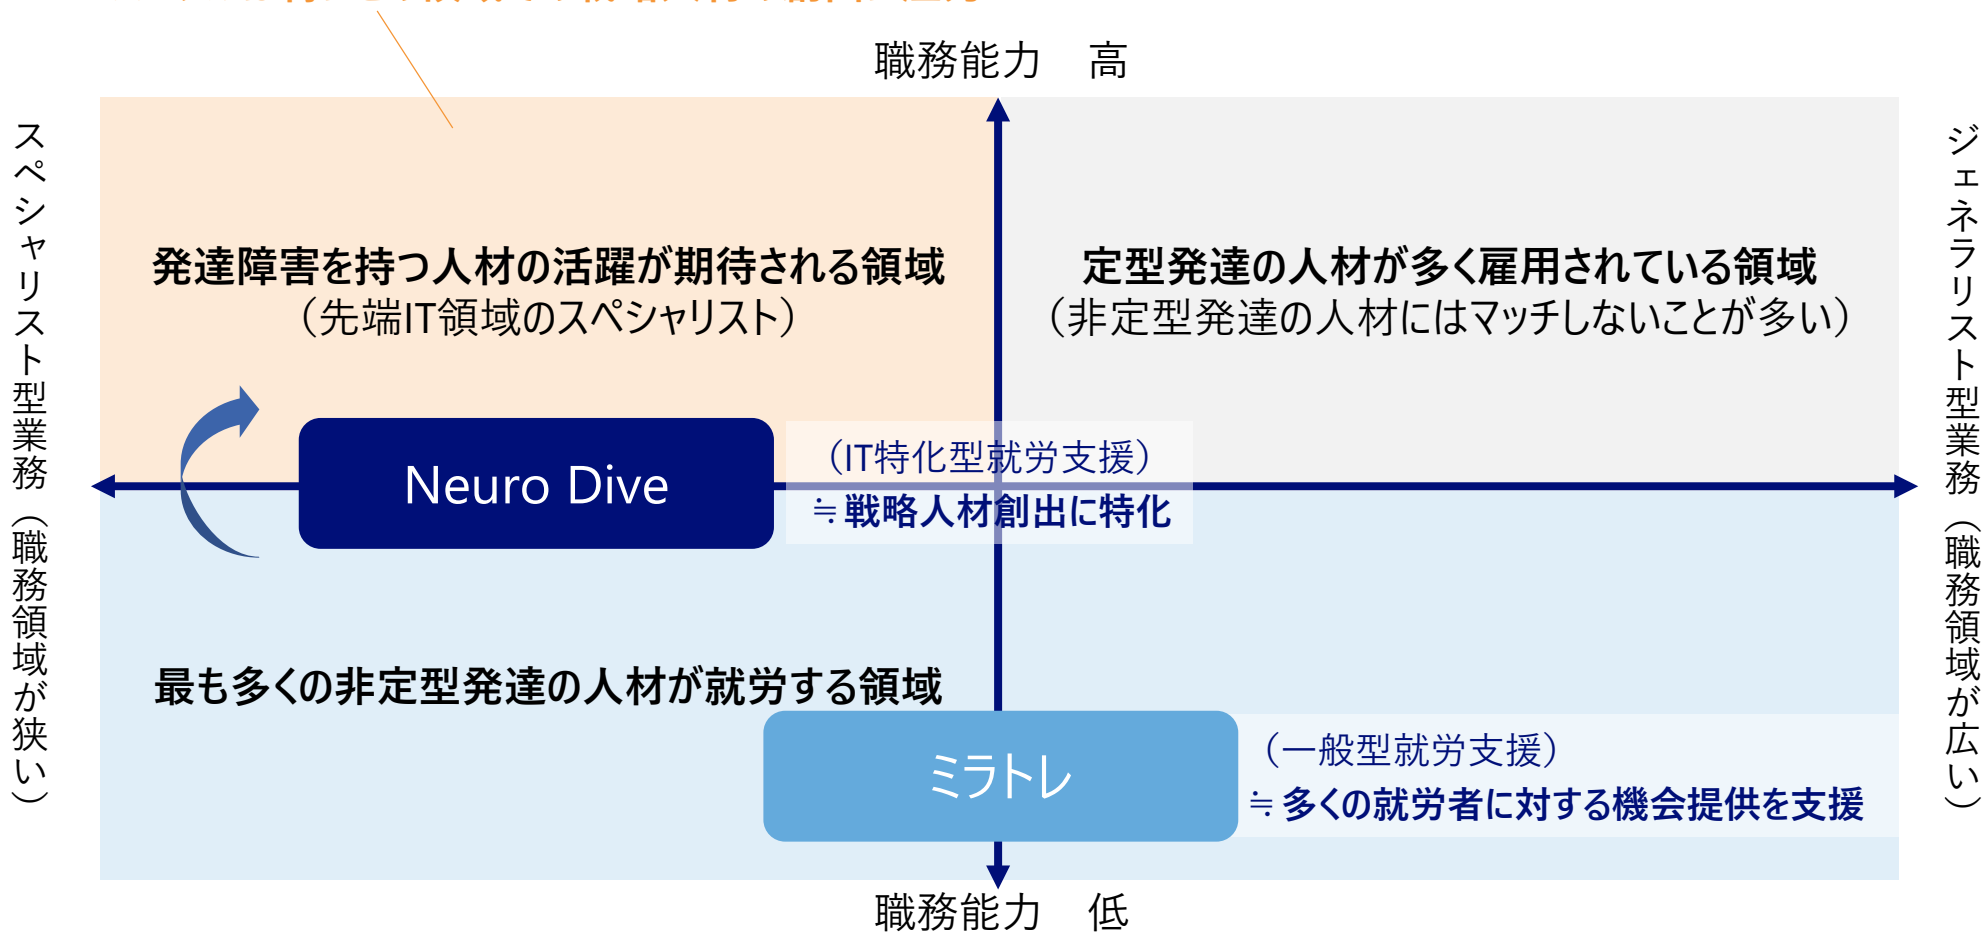 職務能力　高
スペシャリスト型業務（職務領域が狭い）
ジェネラリスト型業務（職務領域が広い）
発達障害を持つ人材の活躍が期待される領域
（先端IT領域のスペシャリスト）
定型発達の人材が多く雇用されている領域
（非定型発達の人材にはマッチしないことが多い）
Neuro Dive
（IT特化型就労支援）
≒戦略人材創出に特化
最も多くの非定型発達の人材が就労する領域
ミラトレ
（一般型就労支援）
≒多くの就労者に対する機会提供を支援
職務能力　低